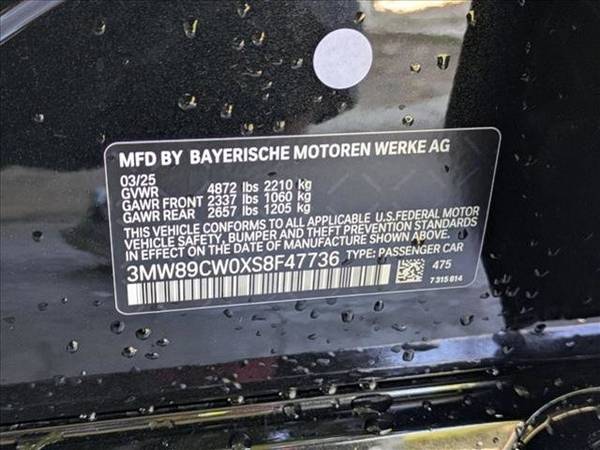 MFD BY BAYERISCHE MOTOREN WERKE AG
03/25
GVWR 4872 lbs 2210 kg
GAWR FRONT 2337 lbs 1060 kg
GAWR REAR 2657 lbs 1205 kg
THIS VEHICLE CONFORMS TO ALL APPLICABLE U.S.FEDERAL MOTOR
VEHICLE SAFETY, BUMPER, AND THEFT PREVENTION STANDARDS
IN EFFECT ON THE DATE OF MANUFACTURE SHOWN ABOVE.
3MW89CW0XS8F47736 TYPE: PASSENGER CAR
475
7 315 814